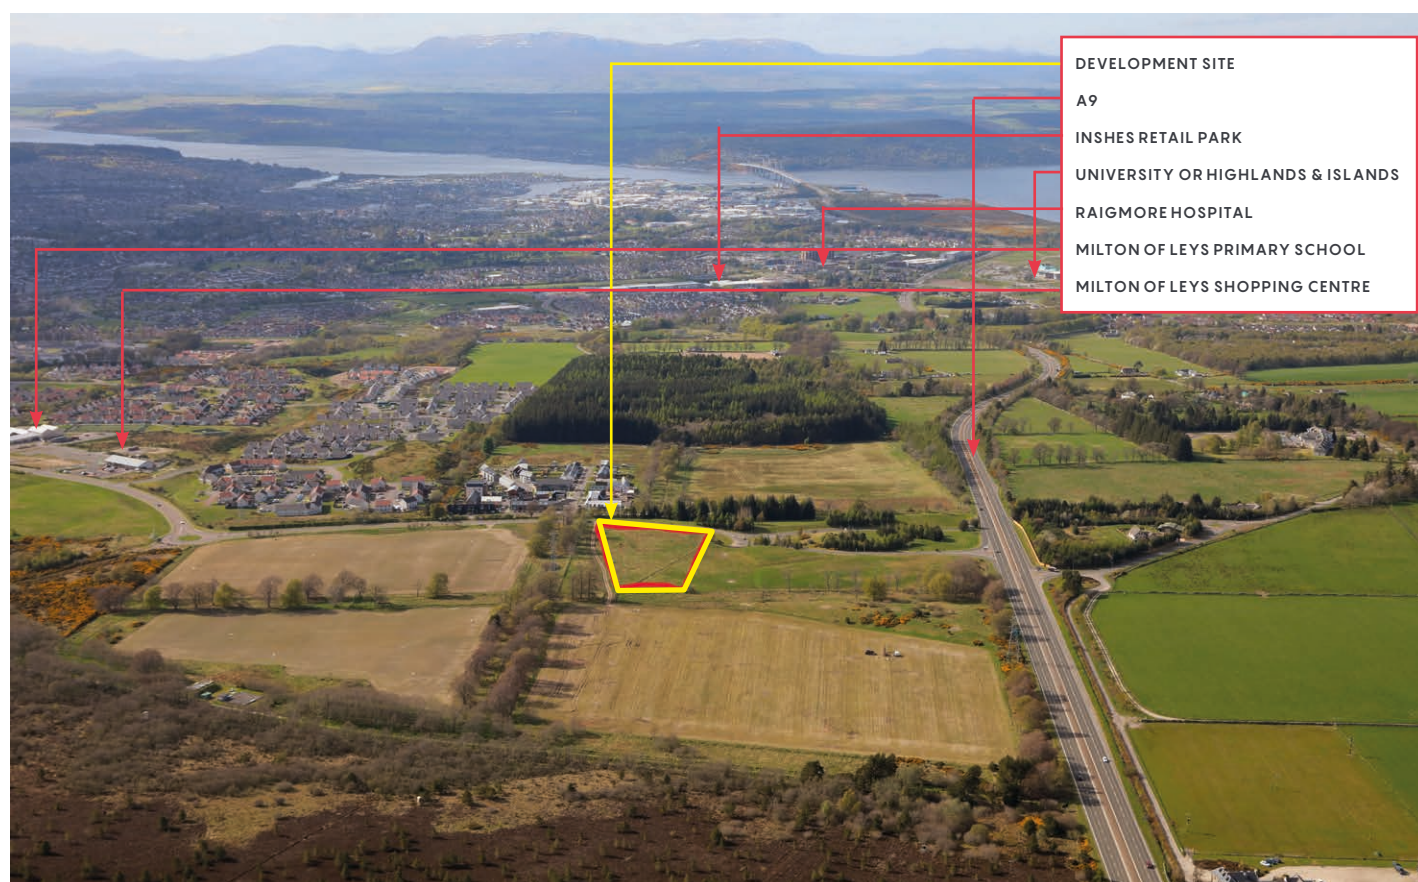 DEVELOPMENT SITE
A9
INSHES RETAIL PARK
UNIVERSITY OR HIGHLANDS & ISLANDS
RAIGMORE HOSPITAL
MILTON OF LEYS PRIMARY SCHOOL
MILTON OF LEYS SHOPPING CENTRE